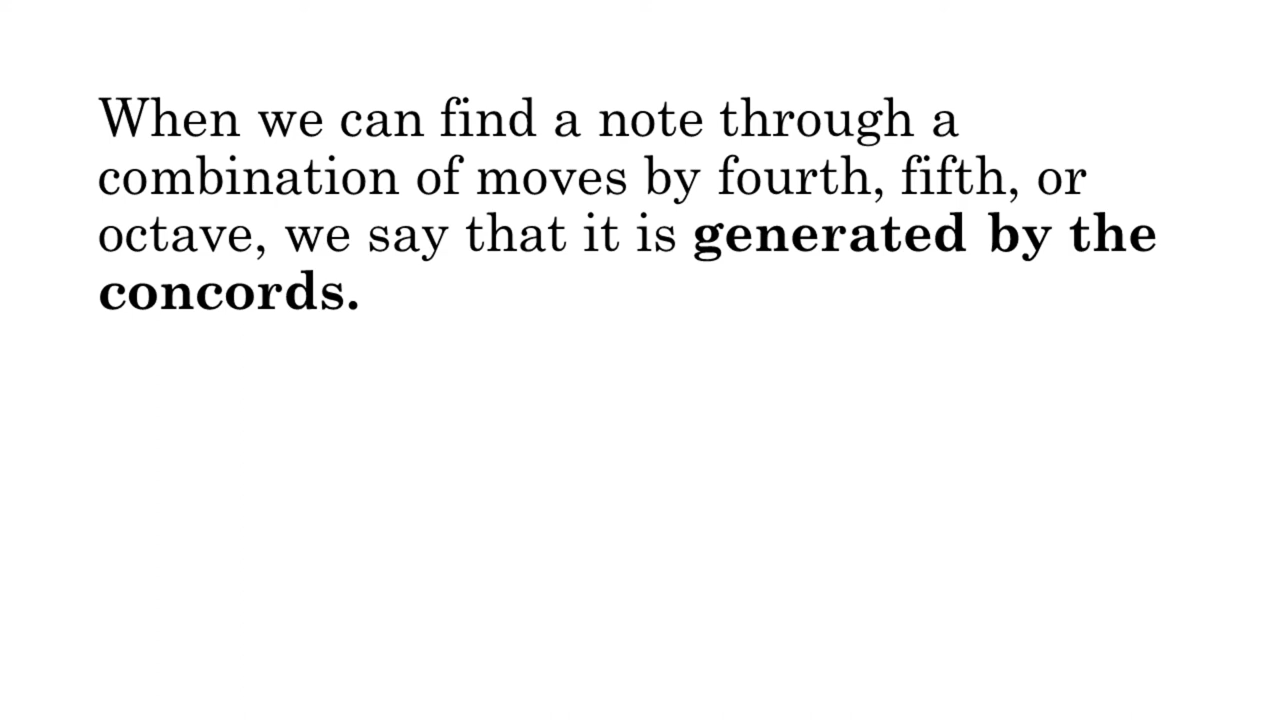 When we can find a note through a
combination of moves by fourth, fifth, or
octave, we say that it is generated by the
concords.